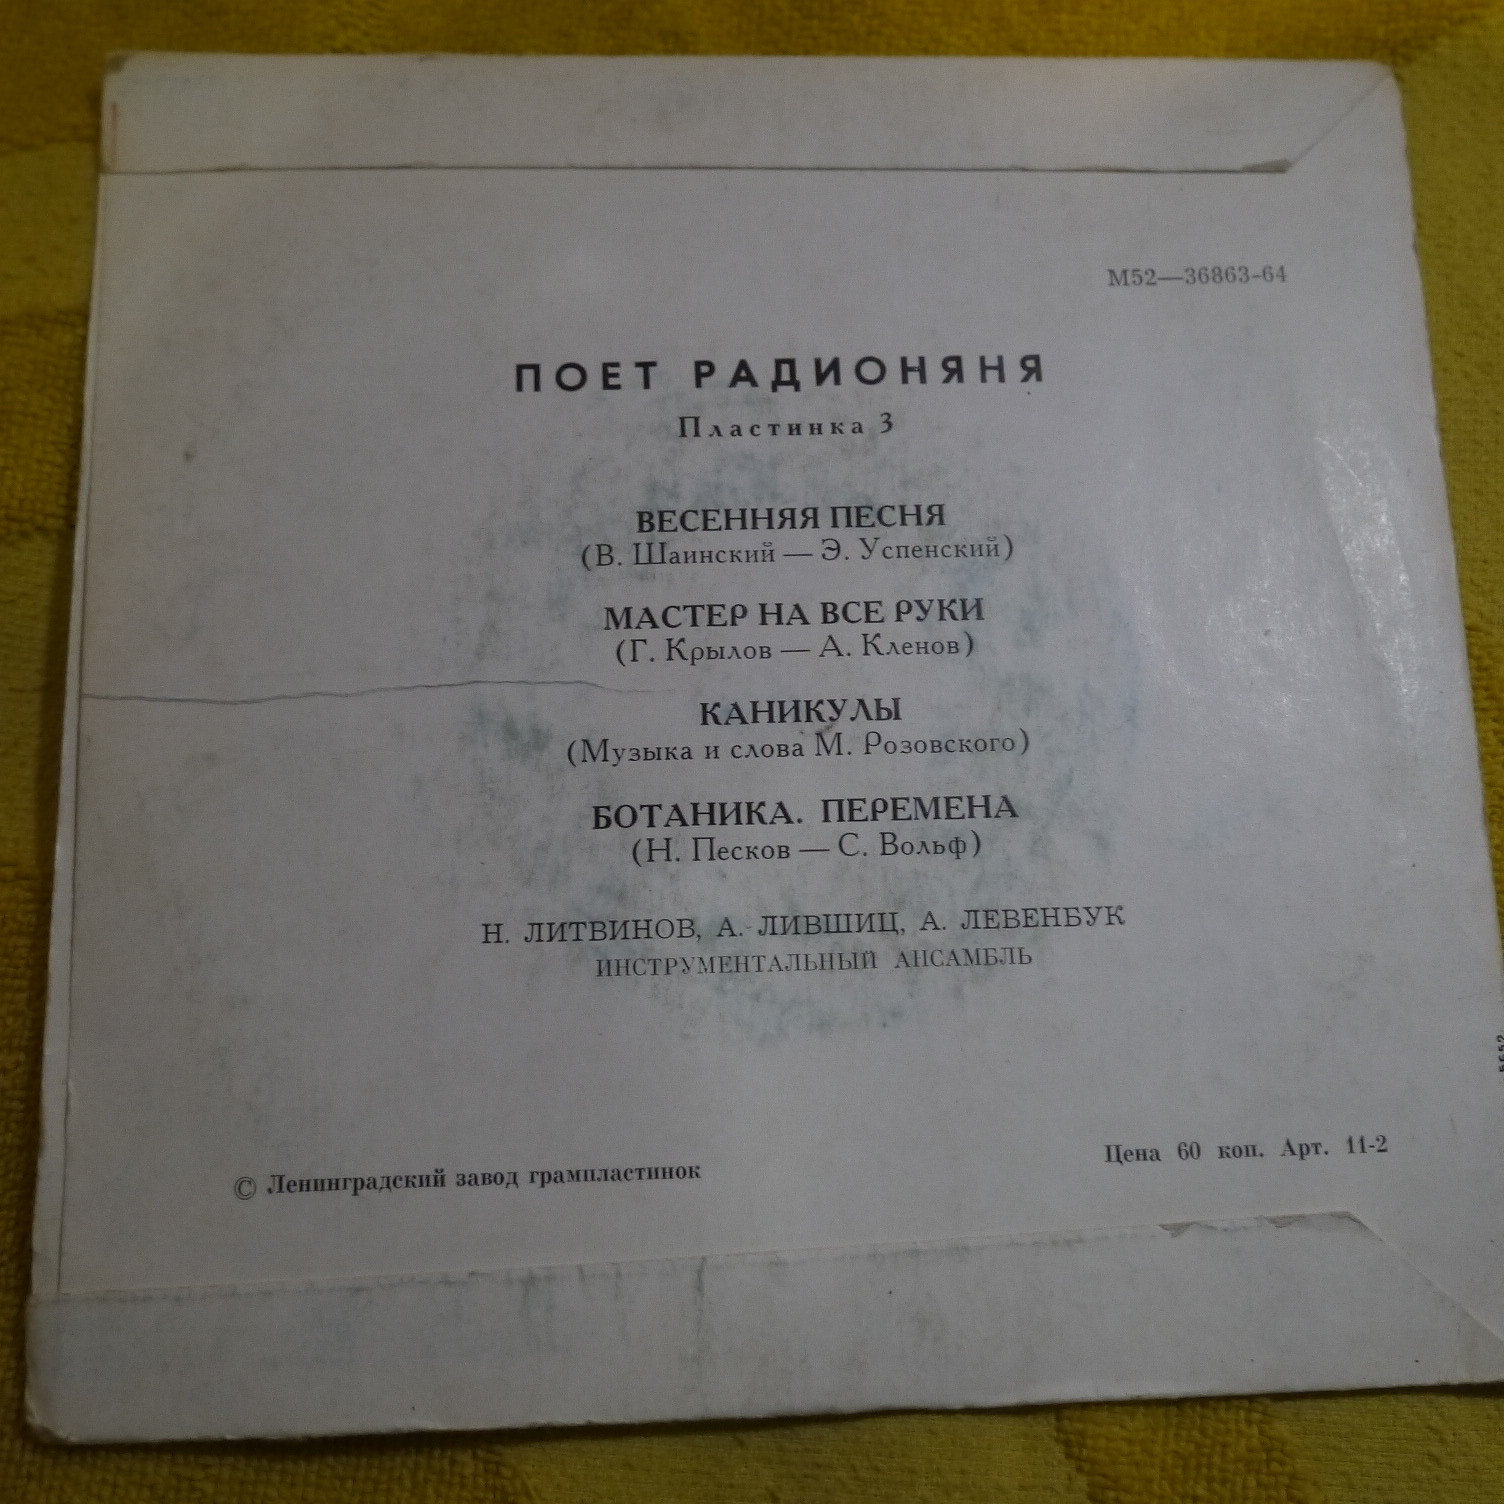 М52—36863-64
ПОЕТ РАДИОНЯНЯ
Пластинка 3
ВЕСЕННЯЯ ПЕСНЯ
(В. Шаинский — Э. Успенский)
МАСТЕР НА ВСЕ РУКИ
(Г. Крылов — А. Кленов)
КАНИКУЛЫ
(Музыка и слова М. Розовского)
БОТАНИКА. ПЕРЕМЕНА
(Н. Песков — С. Вольф)
Н. ЛИТВИНОВ, А. ЛИВШИЦ, А. ЛЕВЕНБУК
ИНСТРУМЕНТАЛЬНЫЙ АНСАМБЛЬ
Цена 60 коп. Арт. 11-2
© Ленинградский завод грампластинок